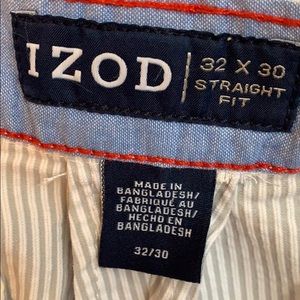 IZOD
32 X 30
STRAIGHT
FIT
MADE IN
BANGLADESH/
FABRIQUÉ AU
BANGLADESH/
HECHO EN
BANGLADESH
32/30